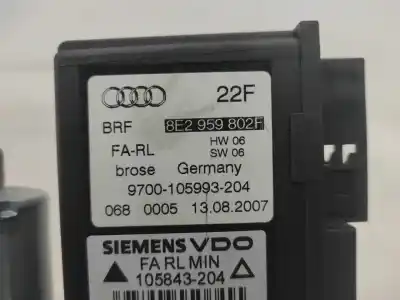 22F
BRF 8E2 959 802F
FA-RL HW 06
SW 06
brose Germany
9700-105993-204
068 0005 13.08.2007
SIEMENS VDO
FA RL MIN
105843-204